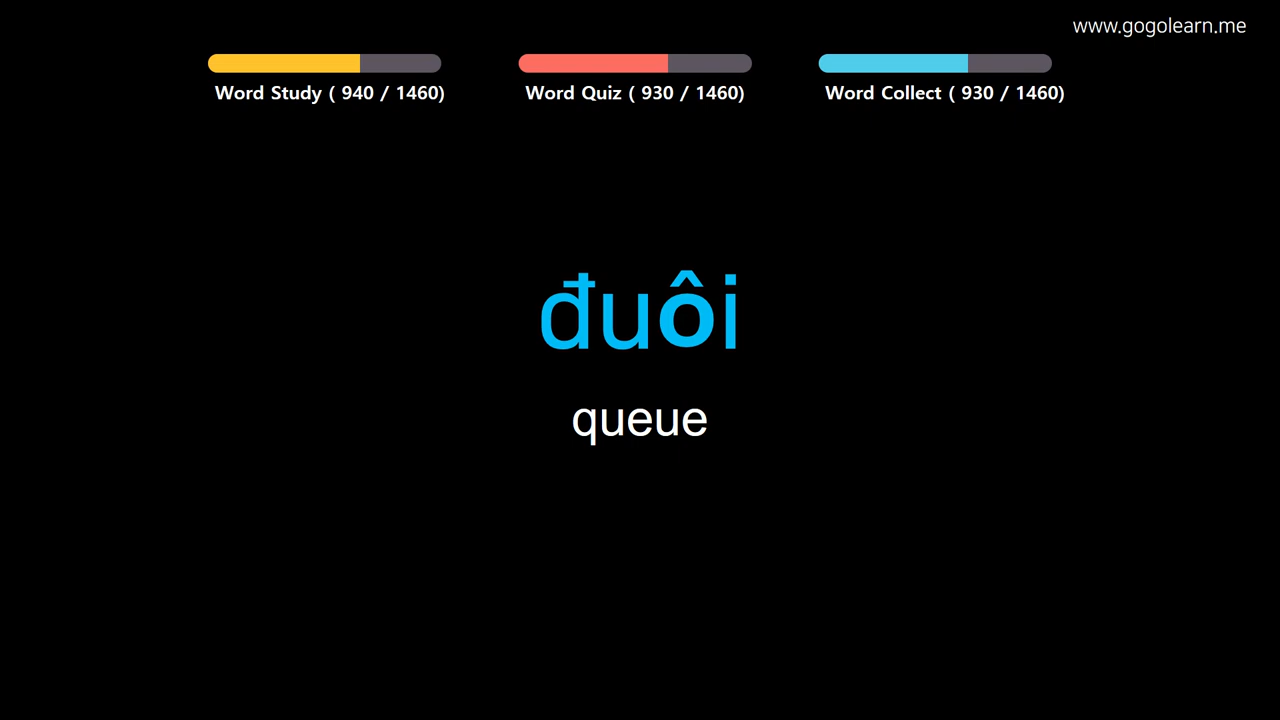 www.gogolearn.me
Word Study ( 940 / 1460)
Word Quiz ( 930 / 1460)
Word Collect ( 930 / 1460)
đuôi
queue